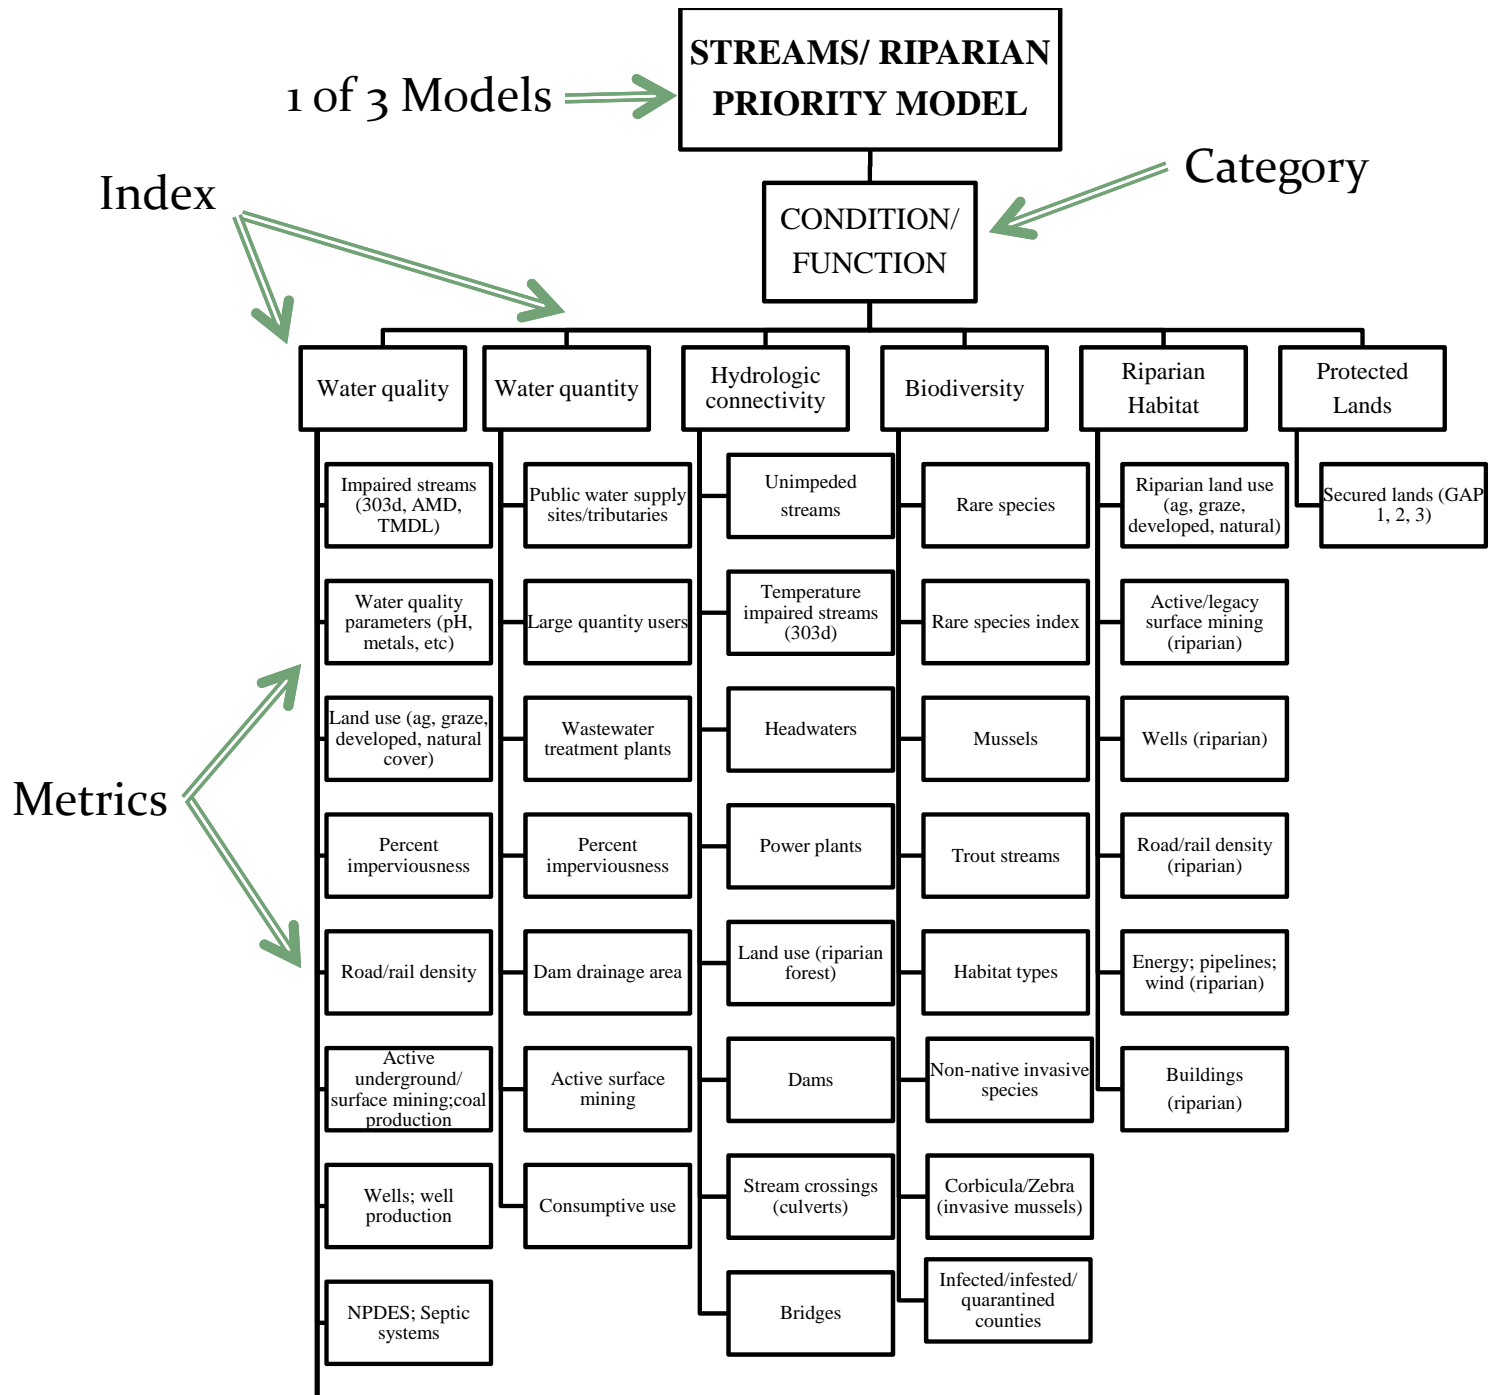 STREAMS/ RIPARIAN
PRIORITY MODEL
1 of 3 Models
Category
Index
CONDITION/
FUNCTION
Water quality
Water quantity
Hydrologic
connectivity
Biodiversity
Riparian
Habitat
Protected
Lands
Impaired streams
(303d, AMD,
TMDL)
Water quality
parameters (pH,
metals, etc)
Land use (ag, graze,
developed, natural
cover)
Percent
imperviousness
Road/rail density
Active
underground/
surface mining;coal
production
Wells; well
production
NPDES; Septic
systems
Public water supply
sites/tributaries
Large quantity users
Wastewater
treatment plants
Percent
imperviousness
Dam drainage area
Active surface
mining
Consumptive use
Unimpeded
streams
Temperature
impaired streams
(303d)
Headwaters
Power plants
Land use (riparian
forest)
Dams
Stream crossings
(culverts)
Bridges
Rare species
Rare species index
Mussels
Trout streams
Habitat types
Non-native invasive
species
Corbicula/Zebra
(invasive mussels)
Infected/infested/
quarantined
counties
Riparian land use
(ag, graze,
developed, natural)
Active/legacy
surface mining
(riparian)
Wells (riparian)
Road/rail density
(riparian)
Energy; pipelines;
wind (riparian)
Buildings
(riparian)
Secured lands (GAP
1, 2, 3)
Metrics